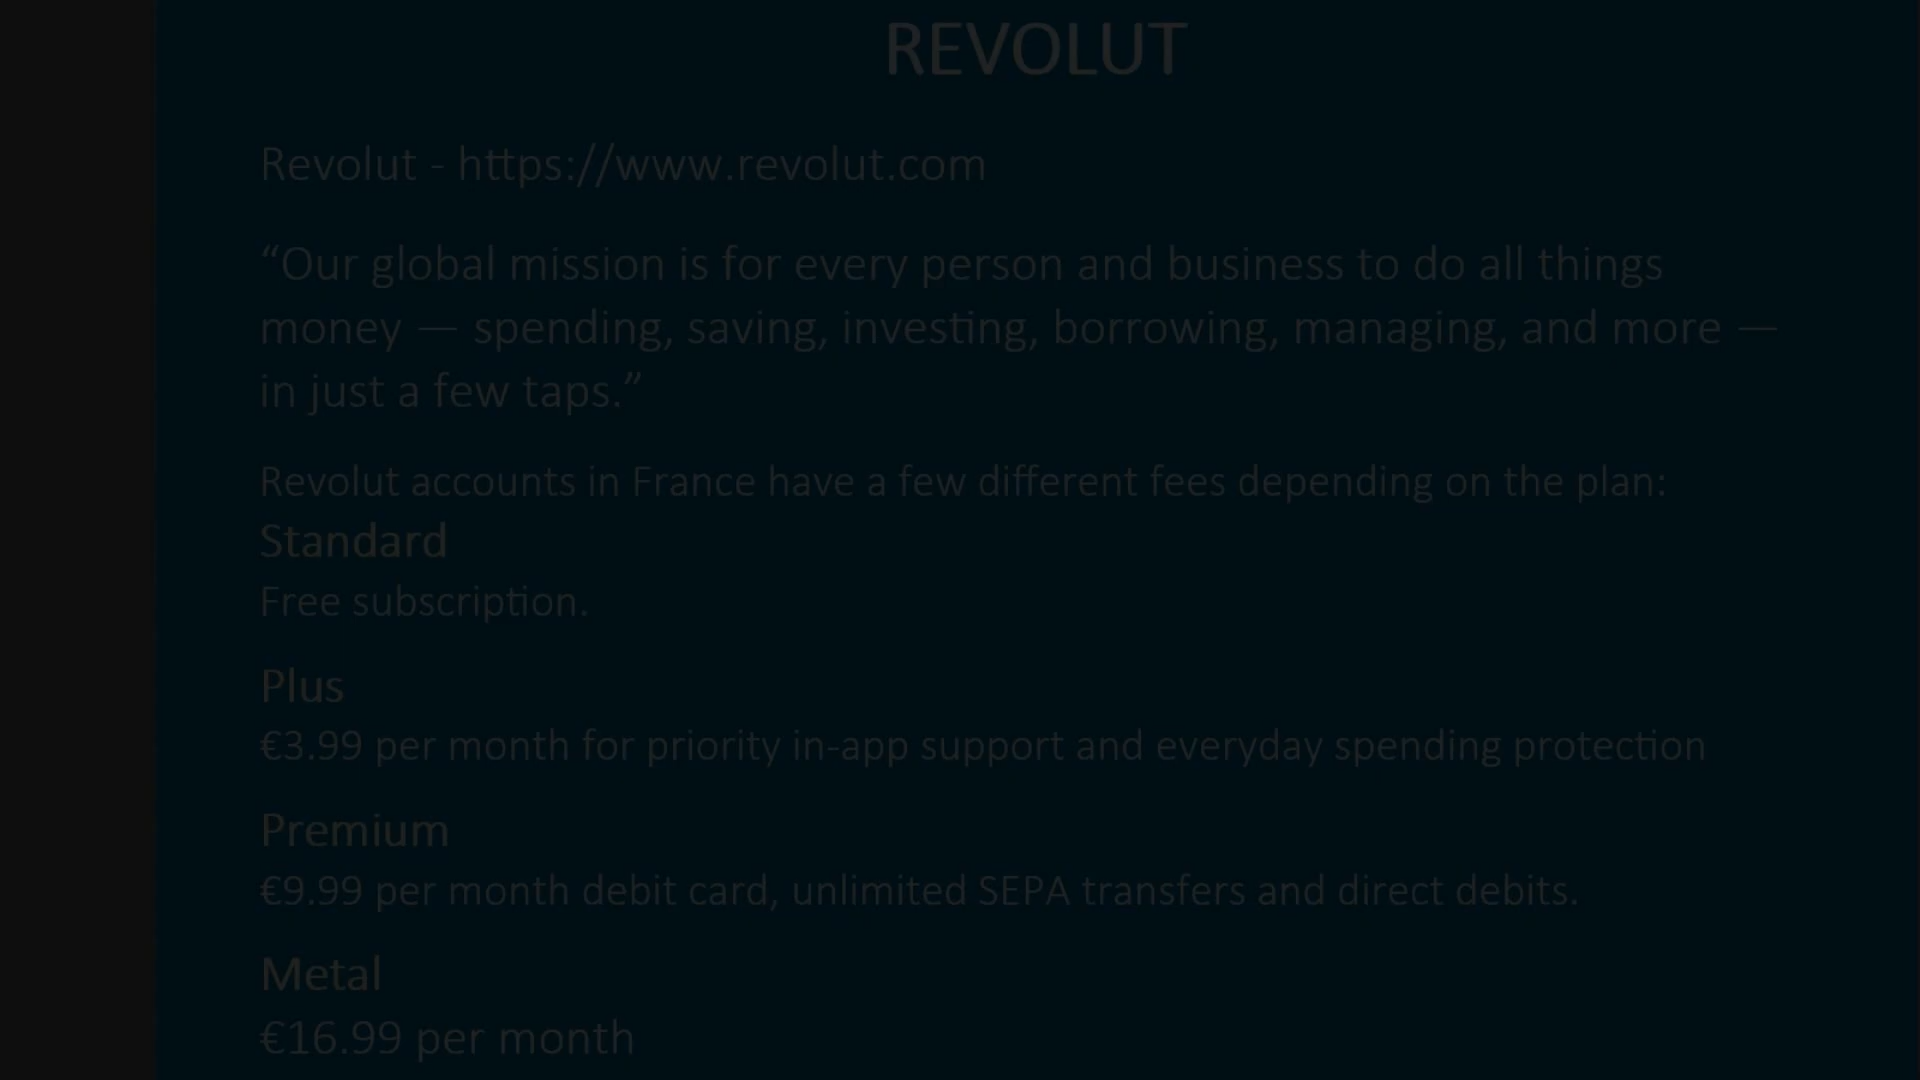 REVOLUT
Revolut - https://www.revolut.com
“Our global mission is for every person and business to do all things
money — spending, saving, investing, borrowing, managing, and more —
in just a few taps.”
Revolut accounts in France have a few different fees depending on the plan:
Standard
Free subscription.
Plus
€3.99 per month for priority in-app support and everyday spending protection
Premium
€9.99 per month debit card, unlimited SEPA transfers and direct debits.
Metal
€16.99 per month